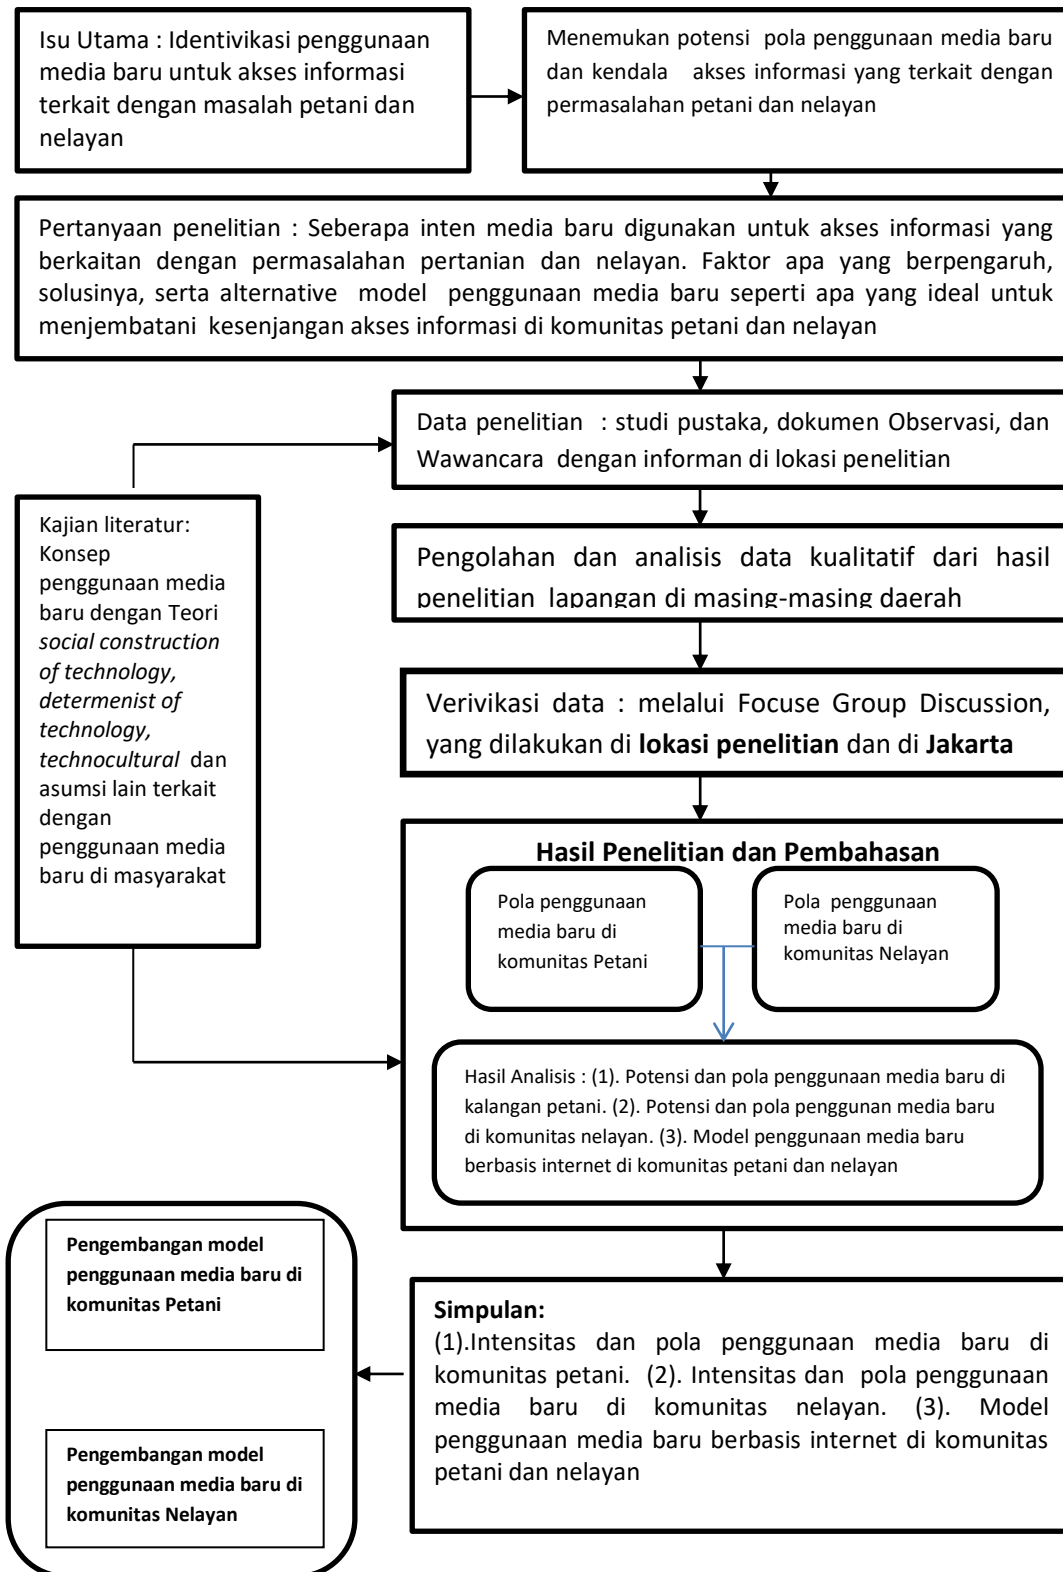 Isu Utama : Identivikasi penggunaan
media baru untuk akses informasi
terkait dengan masalah petani dan
nelayan
Menemukan potensi pola penggunaan media baru
dan kendala akses informasi yang terkait dengan
permasalahan petani dan nelayan
Pertanyaan penelitian : Seberapa inten media baru digunakan untuk akses informasi yang
berkaitan dengan permasalahan pertanian dan nelayan. Faktor apa yang berpengaruh,
solusinya, serta alternative model penggunaan media baru seperti apa yang ideal untuk
menjembatani kesenjangan akses informasi di komunitas petani dan nelayan
Data penelitian : studi pustaka, dokumen Observasi, dan
Wawancara dengan informan di lokasi penelitian
Kajian literatur:
Konsep
penggunaan media
baru dengan Teori
social construction
of technology,
determenist of
technology,
technocultural dan
asumsi lain terkait
dengan
penggunaan media
baru di masyarakat
Pengolahan dan analisis data kualitatif dari hasil
penelitian lapangan di masing-masing daerah
Verivikasi data : melalui Focuse Group Discussion,
yang dilakukan di lokasi penelitian dan di Jakarta
Hasil Penelitian dan Pembahasan
Pola penggunaan
media baru di
komunitas Petani
Pola penggunaan
media baru di
komunitas Nelayan
Hasil Analisis : (1). Potensi dan pola penggunaan media baru di
kalangan petani. (2). Potensi dan pola penggunan media baru
di komunitas nelayan. (3). Model penggunaan media baru
berbasis internet di komunitas petani dan nelayan
Pengembangan model
penggunaan media baru di
komunitas Petani
Pengembangan model
penggunaan media baru di
komunitas Nelayan
Simpulan:
(1).Intensitas dan pola penggunaan media baru di
komunitas petani. (2). Intensitas dan pola penggunaan
media baru di komunitas nelayan. (3). Model
penggunaan media baru berbasis internet di komunitas
petani dan nelayan